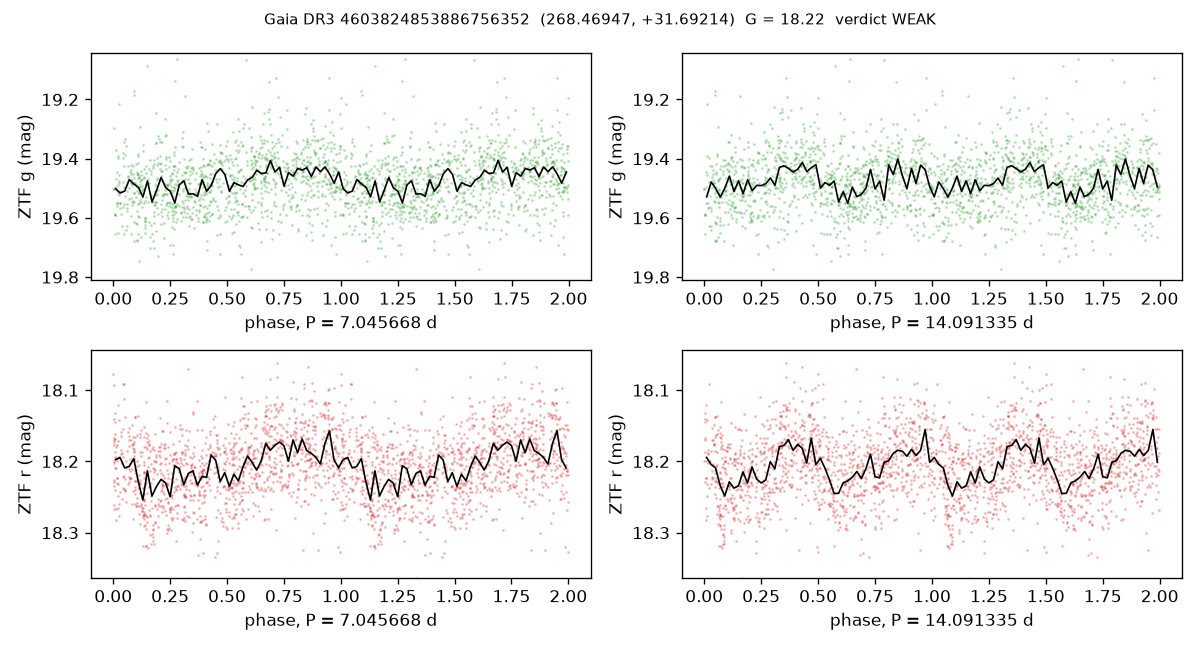 Gaia DR3 4603824853886756352  (268.46947, +31.69214)  G = 18.22  verdict WEAK
ZTF g (mag)
19.2
19.4
19.6
19.8
0.00 0.25 0.50 0.75 1.00 1.25 1.50 1.75 2.00
phase, P = 7.045668 d
ZTF g (mag)
19.2
19.4
19.6
19.8
0.00 0.25 0.50 0.75 1.00 1.25 1.50 1.75 2.00
phase, P = 14.091335 d
ZTF r (mag)
18.1
18.2
18.3
0.00 0.25 0.50 0.75 1.00 1.25 1.50 1.75 2.00
phase, P = 7.045668 d
ZTF r (mag)
18.1
18.2
18.3
0.00 0.25 0.50 0.75 1.00 1.25 1.50 1.75 2.00
phase, P = 14.091335 d